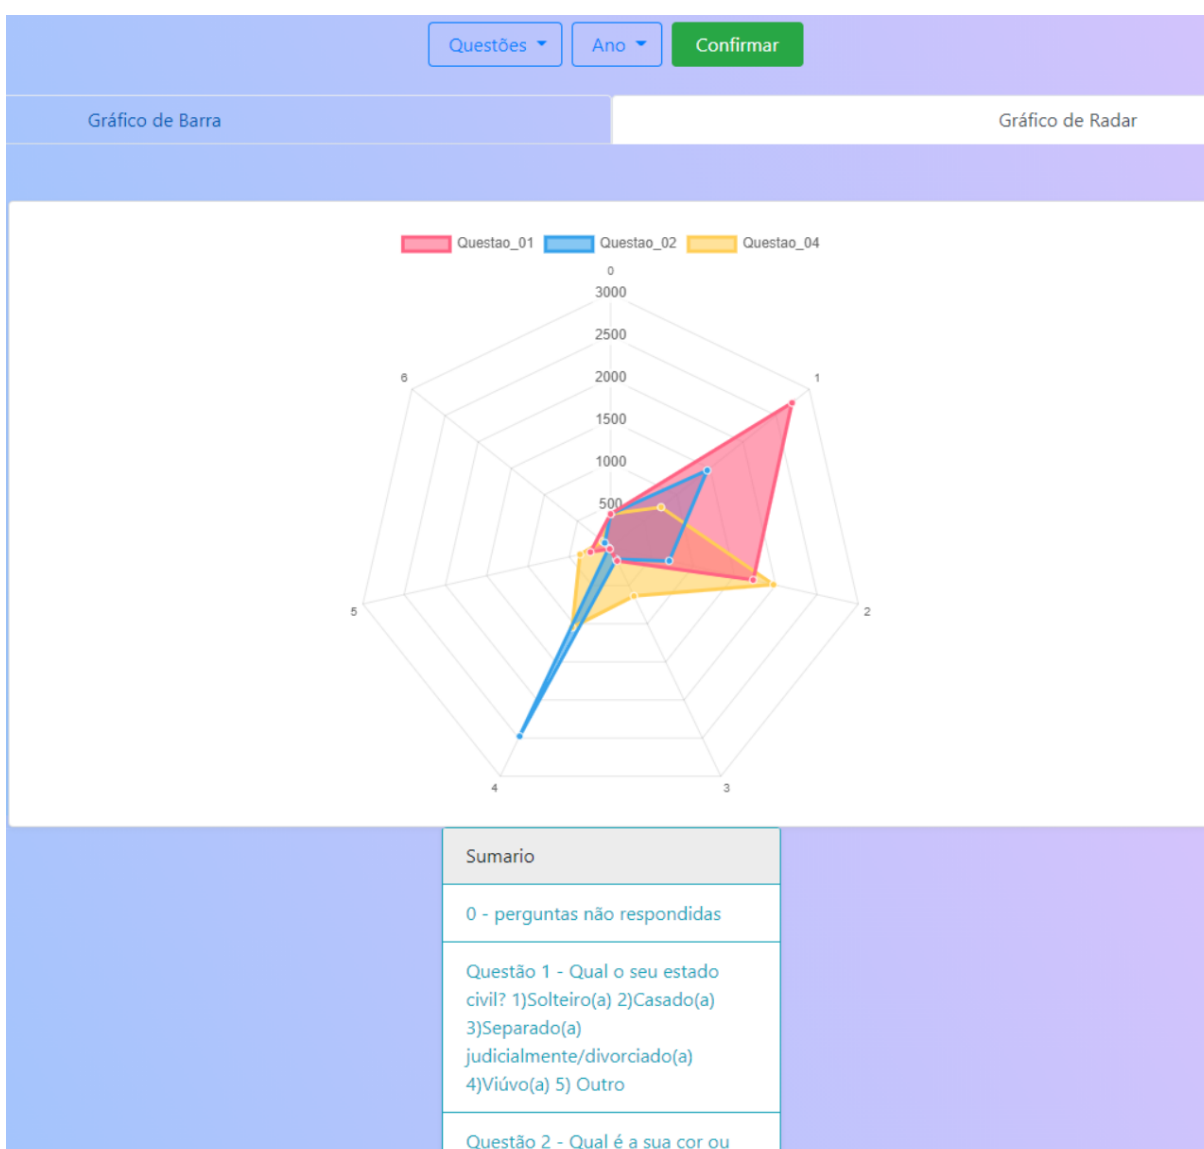 Questões Ano Confirmar
Gráfico de Barra Gráfico de Radar
Questao_01 Questao_02 Questao_04
0
3000
2500
2000
6 1
1500
1000
500
5 2
4 3
Sumario
0 - perguntas não respondidas
Questão 1 - Qual o seu estado
civil? 1)Solteiro(a) 2)Casado(a)
3)Separado(a)
judicialmente/divorciado(a)
4)Viúvo(a) 5) Outro
Questão 2 - Qual é a sua cor ou